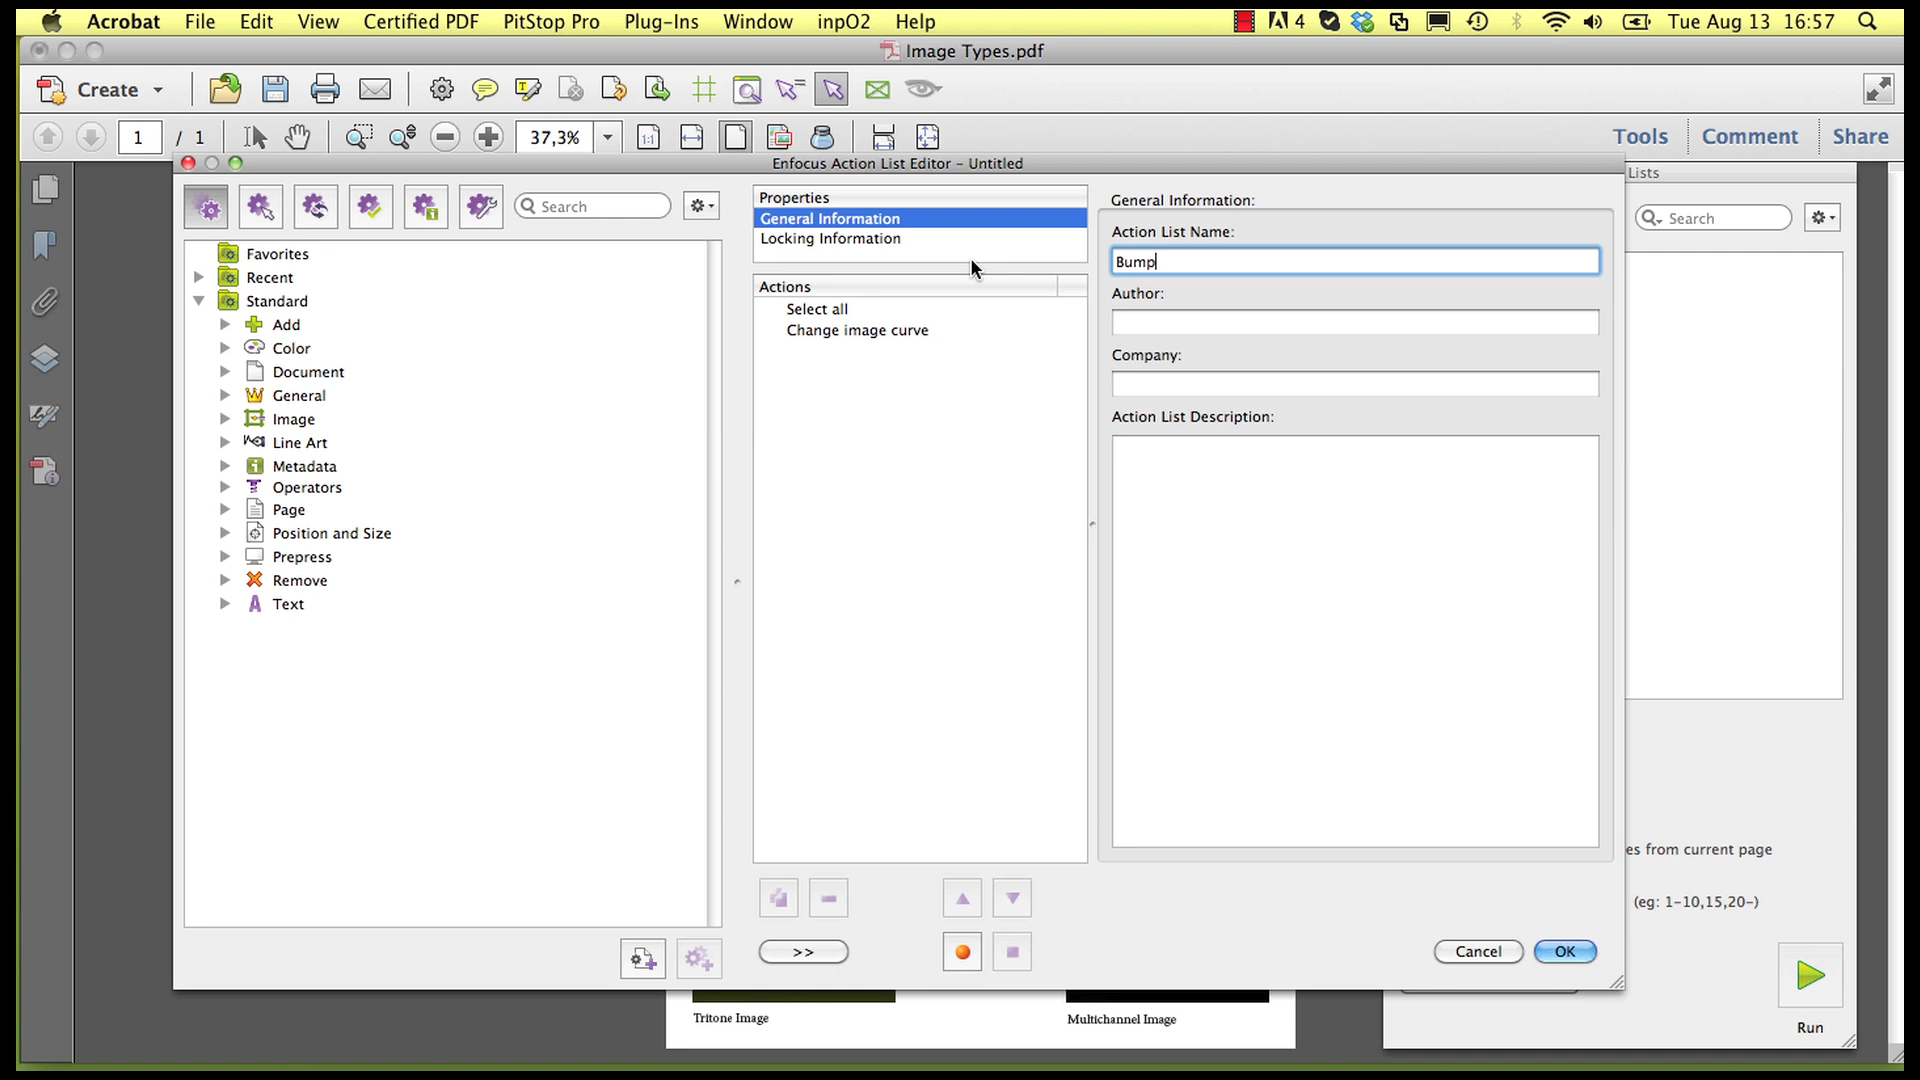 Acrobat File Edit View Certified PDF PitStop Pro Plug-Ins Window inpO2 Help 4 Tue Aug 13 16:57
Image Types.pdf
Create
1 / 1 37,3% Tools Comment Share
Enfocus Action List Editor – Untitled
Lists
Search
Search
Properties
General Information
Locking Information
Actions
Select all
Change image curve
Favorites
Recent
Standard
Add
Color
Document
General
Image
Line Art
Metadata
Operators
Page
Position and Size
Prepress
Remove
Text
General Information:
Action List Name:
Bump
Author:
Company:
Action List Description:
es from current page
(eg: 1-10,15,20-)
>>
Cancel
OK
Tritone Image
Multichannel Image
Run